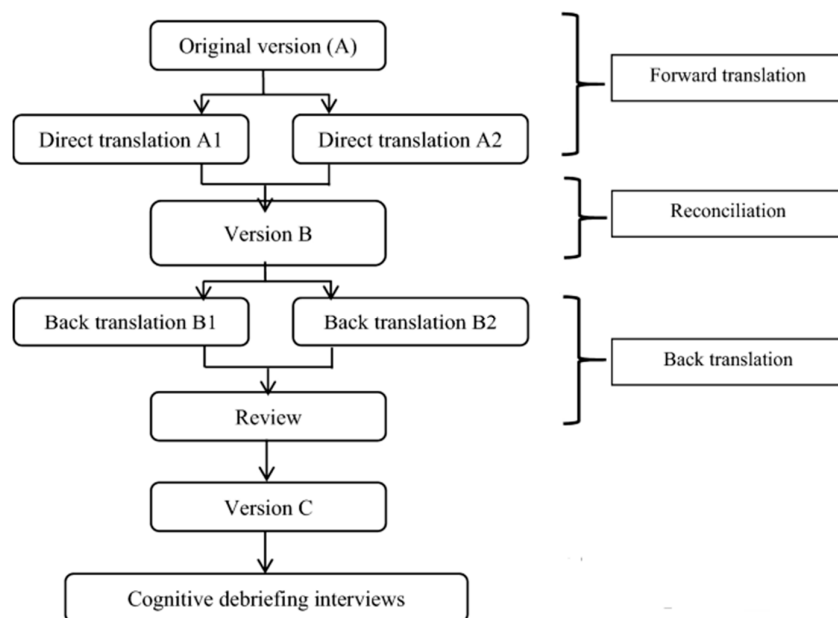 Original version (A)
Forward translation
Direct translation A1
Direct translation A2
Version B
Reconciliation
Back translation B1
Back translation B2
Back translation
Review
Version C
Cognitive debriefing interviews